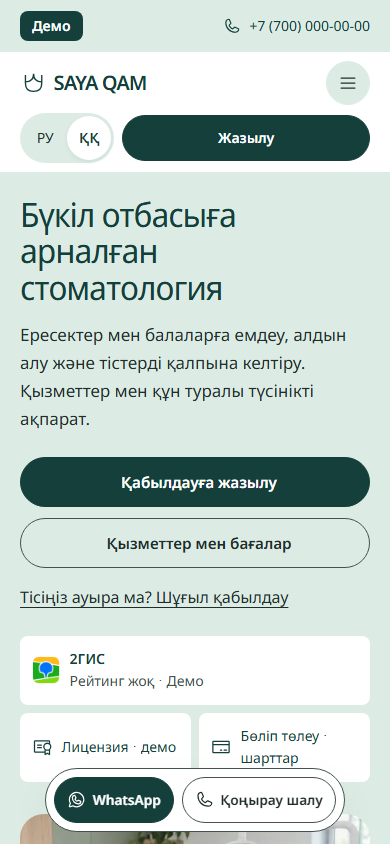 Демо
+7 (700) 000-00-00
SAYA QAM
РУ
ҚҚ
Жазылу
Бүкіл отбасыға
арналған
стоматология
Ересектер мен балаларға емдеу, алдын
алу және тістерді қалпына келтіру.
Қызметтер мен құн туралы түсінікті
ақпарат.
Қабылдауға жазылу
Қызметтер мен бағалар
Тісіңіз ауыра ма? Шұғыл қабылдау
2ГИС
Рейтинг жоқ · Демо
Лицензия · демо
Бөліп төлеу ·
шарттар
WhatsApp
Қоңырау шалу